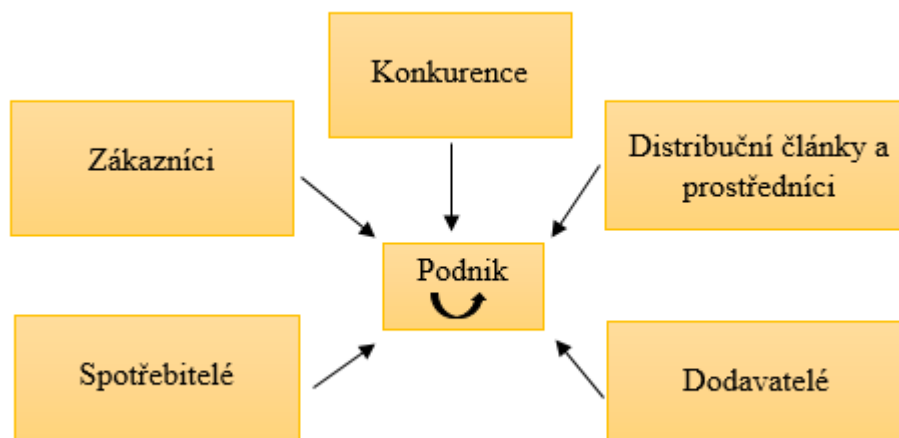 Konkurence
Zákazníci
Distribuční články a
prostředníci
Podnik
Spotřebitelé
Dodavatelé